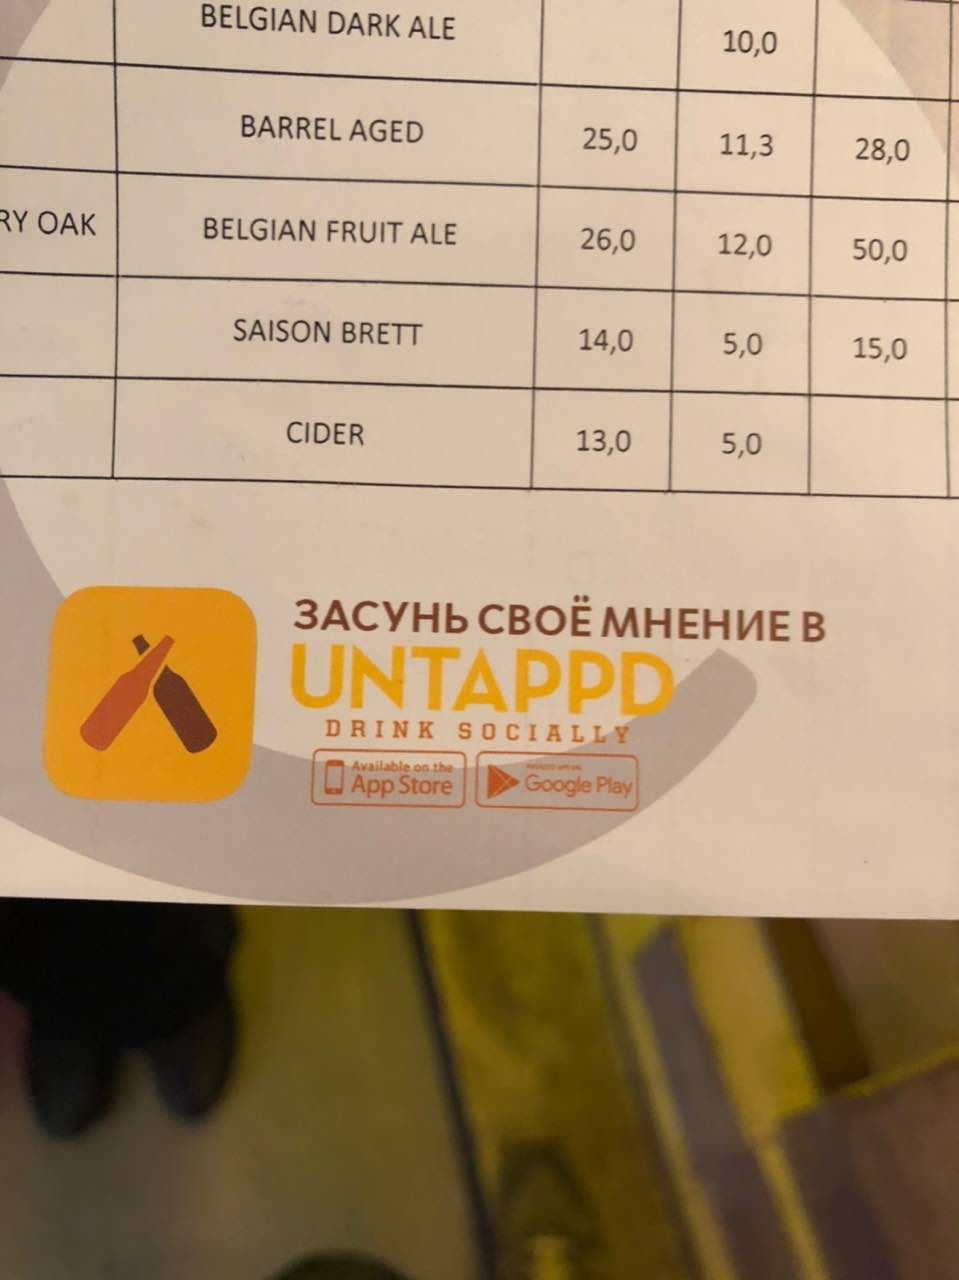 BELGIAN DARK ALE 10,0
BARREL AGED 25,0 11,3 28,0
OAK BELGIAN FRUIT ALE 26,0 12,0 50,0
SAISON BRETT 14,0 5,0 15,0
CIDER 13,0 5,0
ЗАСУНЬ СВОЁ МНЕНИЕ В
UNTAPPD
DRINK SOCIALLY
Available on the
App Store
Google Play